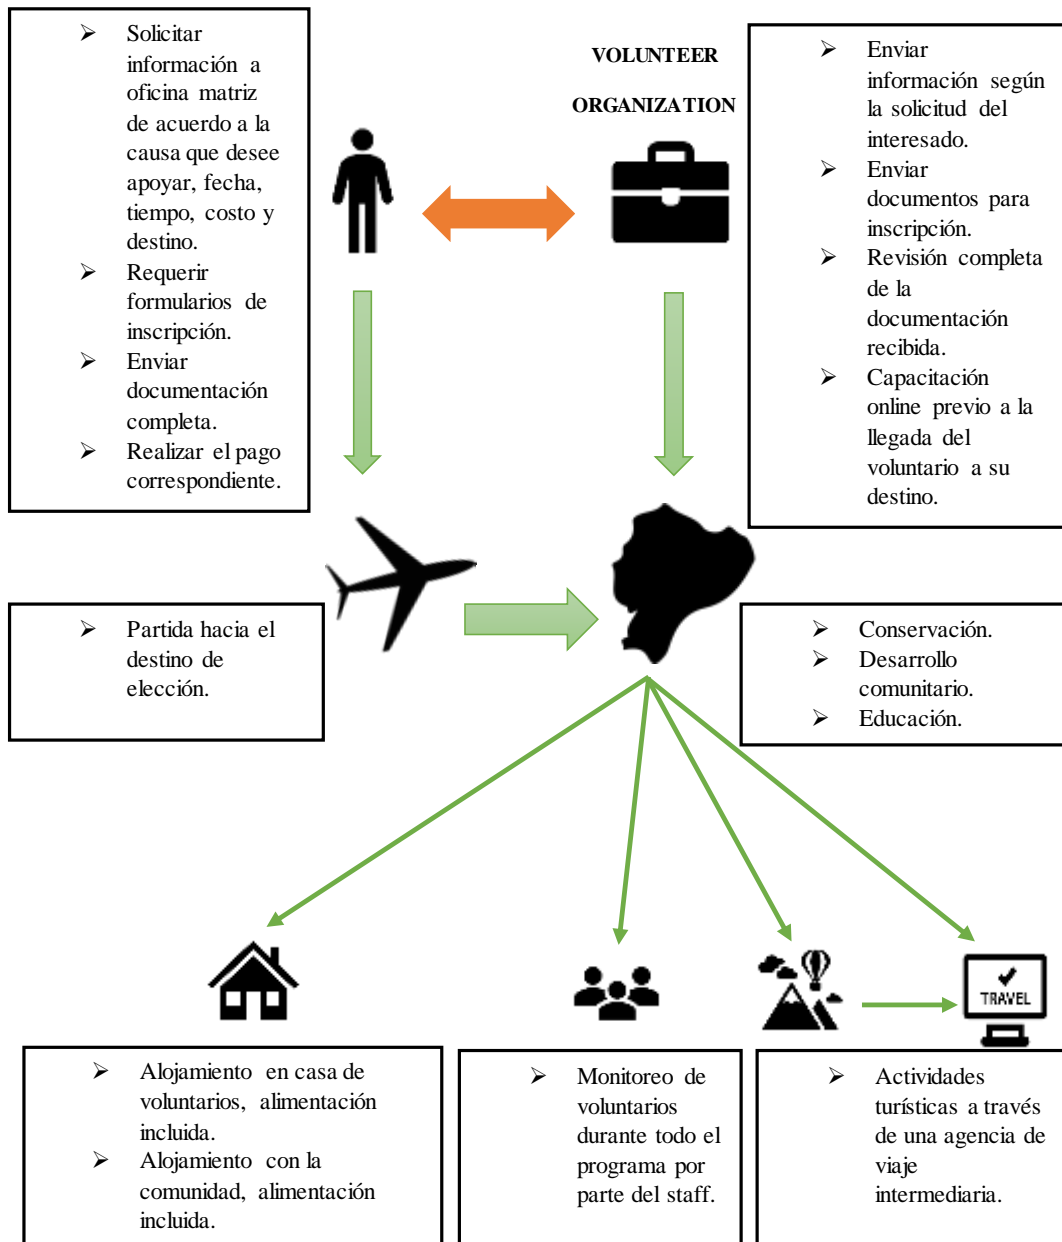 ➢ Solicitar
información a
oficina matriz
de acuerdo a la
causa que desee
apoyar, fecha,
tiempo, costo y
destino.
➢ Requerir
formularios de
inscripción.
➢ Enviar
documentación
completa.
➢ Realizar el pago
correspondiente.
VOLUNTEER
ORGANIZATION
➢ Enviar
información según
la solicitud del
interesado.
➢ Enviar
documentos para
inscripción.
➢ Revisión completa
de la
documentación
recibida.
➢ Capacitación
online previo a la
llegada del
voluntario a su
destino.
➢ Partida hacia el
destino de
elección.
➢ Conservación.
➢ Desarrollo
comunitario.
➢ Educación.
TRAVEL
➢ Alojamiento en casa de
voluntarios, alimentación
incluida.
➢ Alojamiento con la
comunidad, alimentación
incluida.
➢ Monitoreo de
voluntarios
durante todo el
programa por
parte del staff.
➢ Actividades
turísticas a través
de una agencia de
viaje
intermediaria.